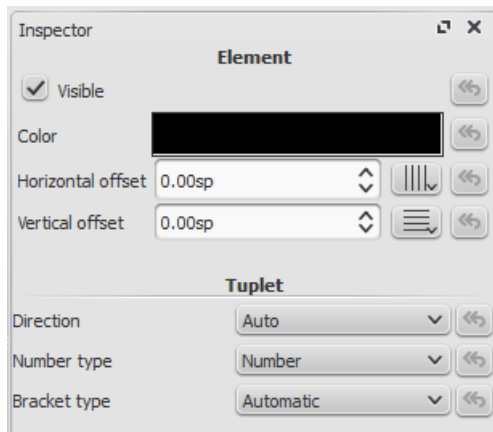 Inspector
Element
Visible
Color
Horizontal offset 0.00sp
Vertical offset 0.00sp
Tuplet
Direction Auto
Number type Number
Bracket type Automatic